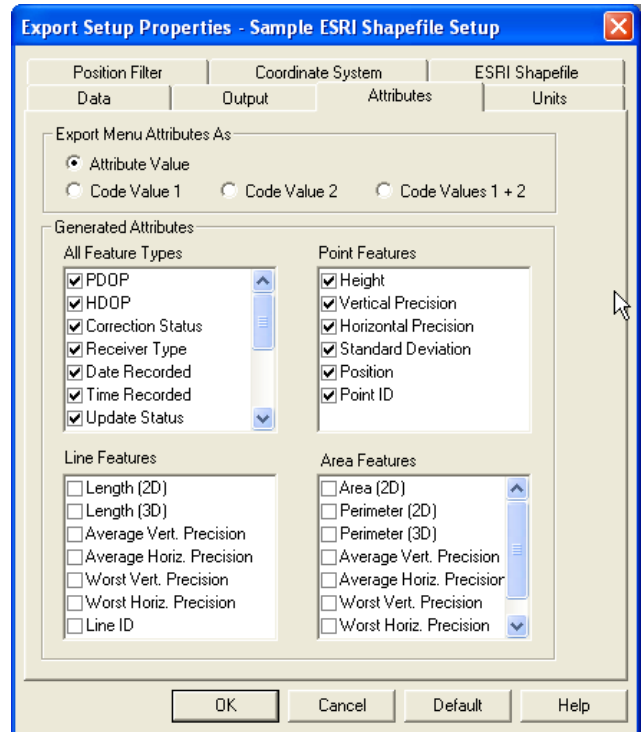 Export Setup Properties - Sample ESRI Shapefile Setup
Position Filter
Coordinate System
ESRI Shapefile
Data
Output
Attributes
Units
Export Menu Attributes As
Attribute Value
Code Value 1
Code Value 2
Code Values 1 + 2
Generated Attributes
All Feature Types
PDOP
HDOP
Correction Status
Receiver Type
Date Recorded
Time Recorded
Update Status
Point Features
Height
Vertical Precision
Horizontal Precision
Standard Deviation
Position
Point ID
Line Features
Length (2D)
Length (3D)
Average Vert. Precision
Average Horiz. Precision
Worst Vert. Precision
Worst Horiz. Precision
Line ID
Area Features
Area (2D)
Perimeter (2D)
Perimeter (3D)
Average Vert. Precision
Average Horiz. Precision
Worst Vert. Precision
Worst Horiz. Precision
OK
Cancel
Default
Help